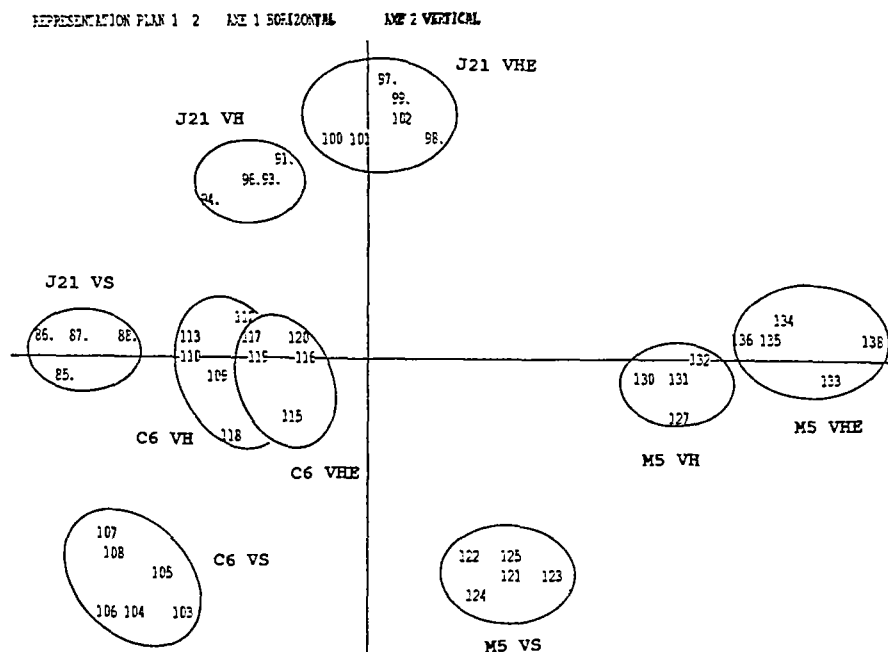 REPRESENTATION PLAN 1 2 AXE 1 HORIZONTAL AXE 2 VERTICAL
J21 VHE
97.
99.
102
100 101 98.
J21 VH
91.
96.93.
94.
J21 VS
86. 87. 88.
85.
112
113 117 120
110 119 116
109
115
118
C6 VH
C6 VHE
134
136 135 138
132
130 131 133
127
M5 VHE
M5 VH
107
108
105
106 104 103
C6 VS
122 125
121 123
124
M5 VS